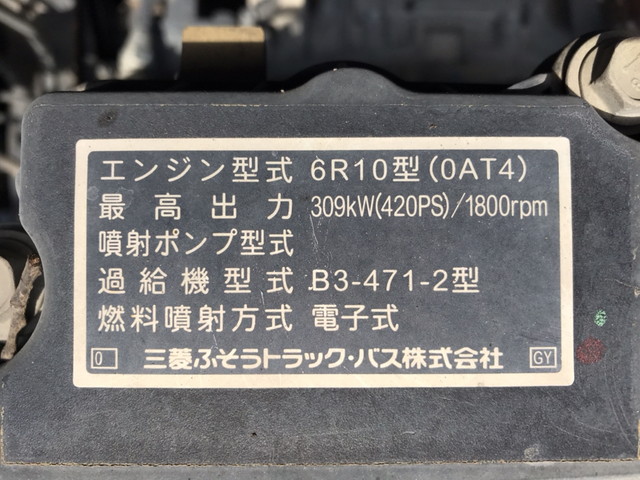 エンジン型式 6R10型(0AT4)
最高出力 309kW(420PS)/1800rpm
噴射ポンプ型式
過給機型式 B3-471-2型
燃料噴射方式 電子式
0 三菱ふそうトラック・バス株式会社 GY